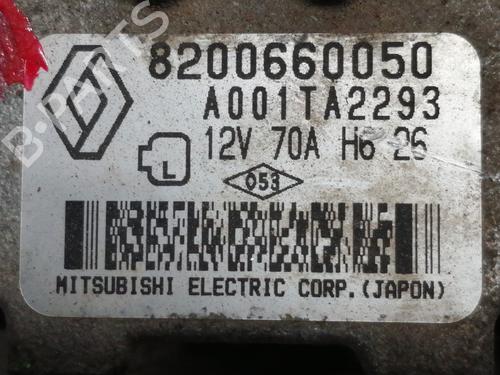 B-PARTS
8200660050
A001TA2293
12V 70A H6 26
L
053
MITSUBISHI ELECTRIC CORP.(JAPON)